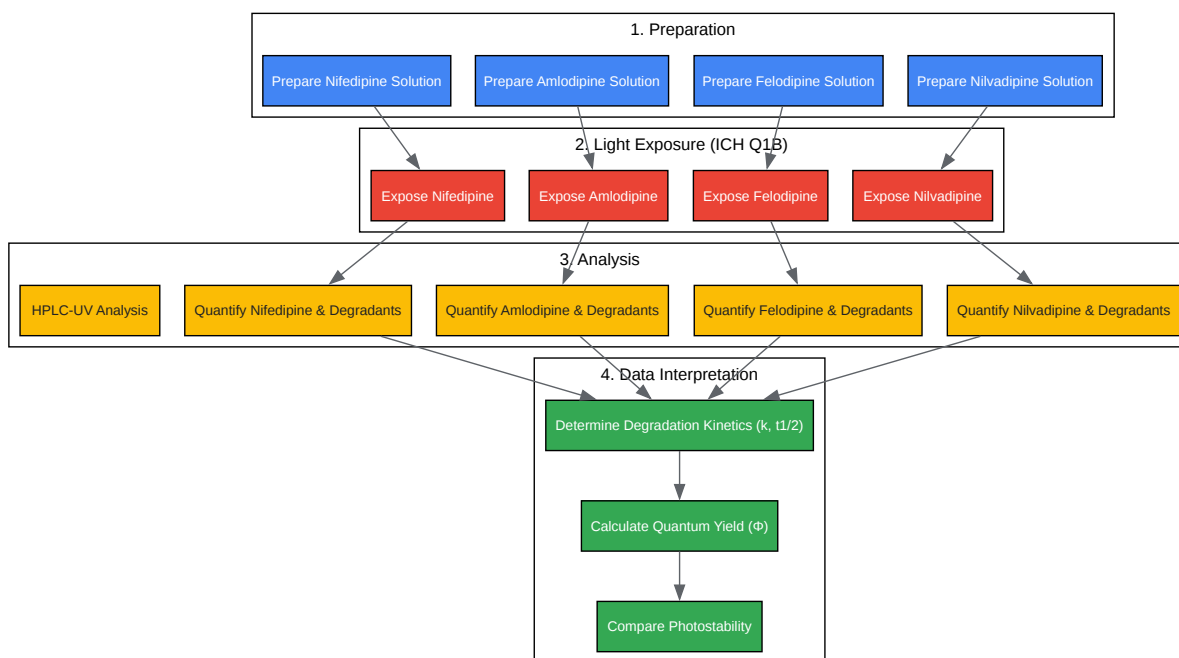 1. Preparation
Prepare Nifedipine Solution
Prepare Amlodipine Solution
Prepare Felodipine Solution
Prepare Nilvadipine Solution
2. Light Exposure (ICH Q1B)
Expose Nifedipine
Expose Amlodipine
Expose Felodipine
Expose Nilvadipine
3. Analysis
HPLC-UV Analysis
Quantify Nifedipine & Degradants
Quantify Amlodipine & Degradants
Quantify Felodipine & Degradants
Quantify Nilvadipine & Degradants
4. Data Interpretation
Determine Degradation Kinetics (k, t1/2)
Calculate Quantum Yield (Φ)
Compare Photostability